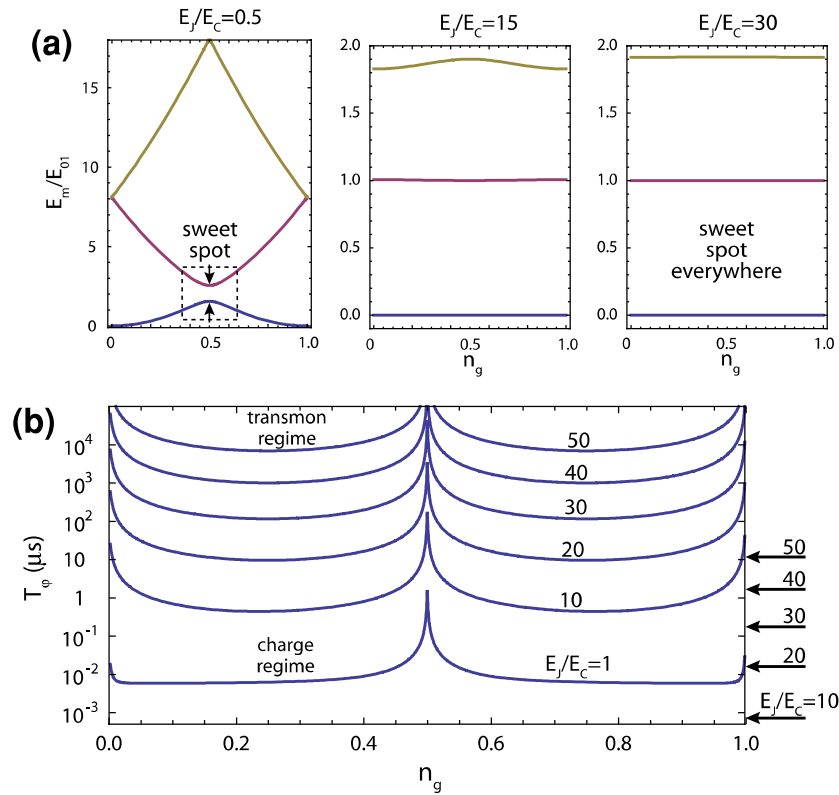 (a)
E_J/E_C=0.5
E_J/E_C=15
E_J/E_C=30
E_m/E_01
15
10
5
0
sweet
spot
0
0.5
1.0
n_g
2.0
1.5
1.0
0.5
0.0
0
0.5
1.0
n_g
2.0
1.5
1.0
0.5
0.0
sweet
spot
everywhere
0
0.5
1.0
n_g
(b)
T_φ (μs)
10^4
10^3
10^2
10
1
10^-1
10^-2
10^-3
transmon
regime
charge
regime
50
40
30
20
10
E_J/E_C=1
50
40
30
20
E_J/E_C=10
0.0
0.2
0.4
0.6
0.8
1.0
n_g